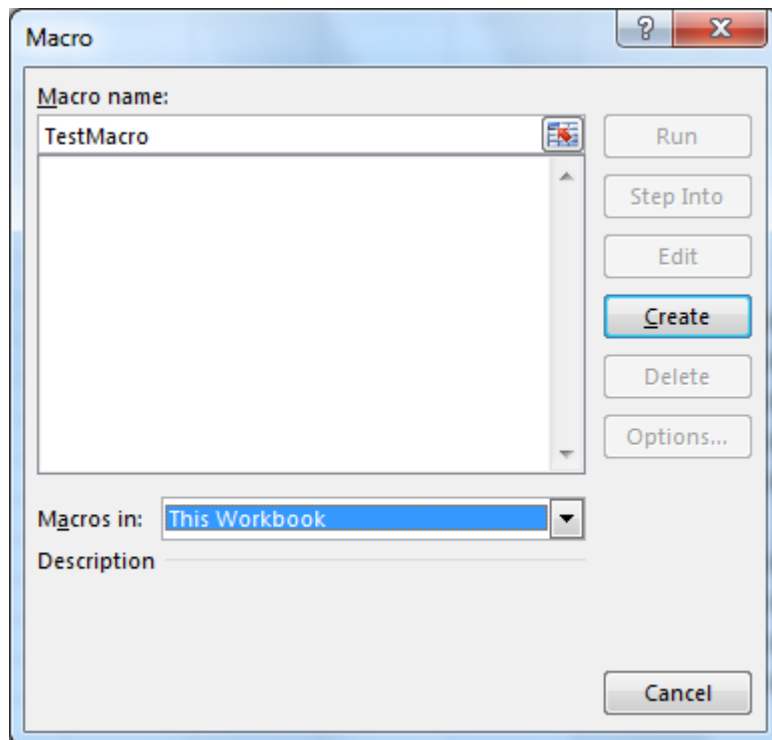 Macro
Macro name:
TestMacro
Run
Step Into
Edit
Create
Delete
Options...
Macros in: This Workbook
Description
Cancel